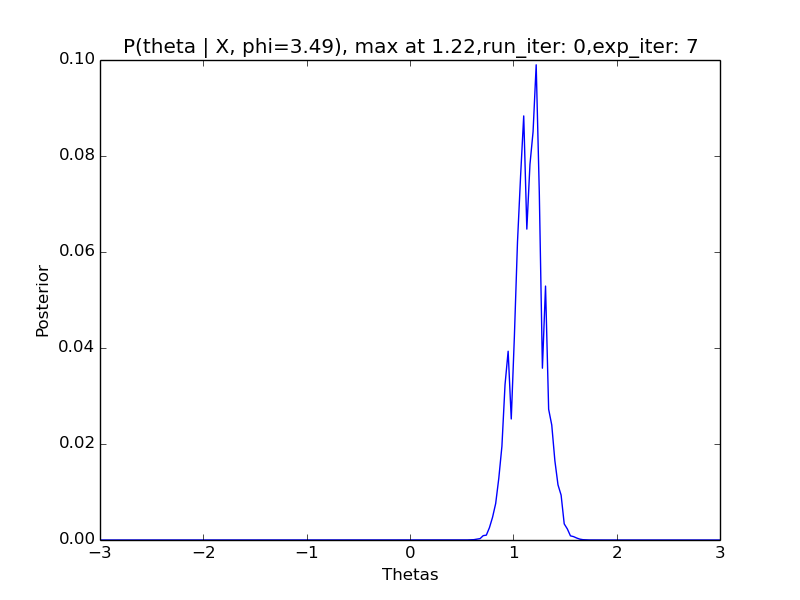 P(theta | X, phi=3.49), max at 1.22,run_iter: 0,exp_iter: 7
0.10
0.08
0.06
0.04
0.02
0.00
Posterior
−3 −2 −1 0 1 2 3
Thetas